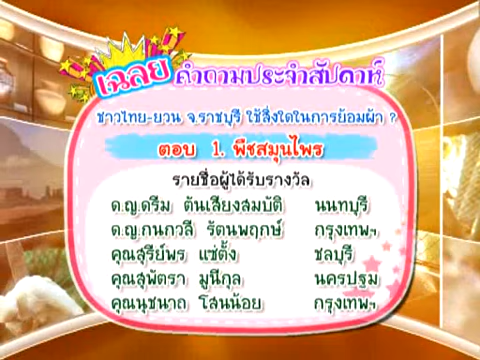 เฉลย คำถามประจำสัปดาห์
ชาวไทย-ยวน จ.ราชบุรี ใช้สิ่งใดในการย้อมผ้า ?
ตอบ 1. พืชสมุนไพร
รายชื่อผู้ได้รับรางวัล
ด.ญ.ดรีม ต้นเสียงสมบัติ นนทบุรี
ด.ญ.กนกวลี รัตนพฤกษ์ กรุงเทพฯ
คุณสุรีย์พร แซ่ตั้ง ชลบุรี
คุณสุพัตรา มูนีกุล นครปฐม
คุณนุชนาถ โสนน้อย กรุงเทพฯ